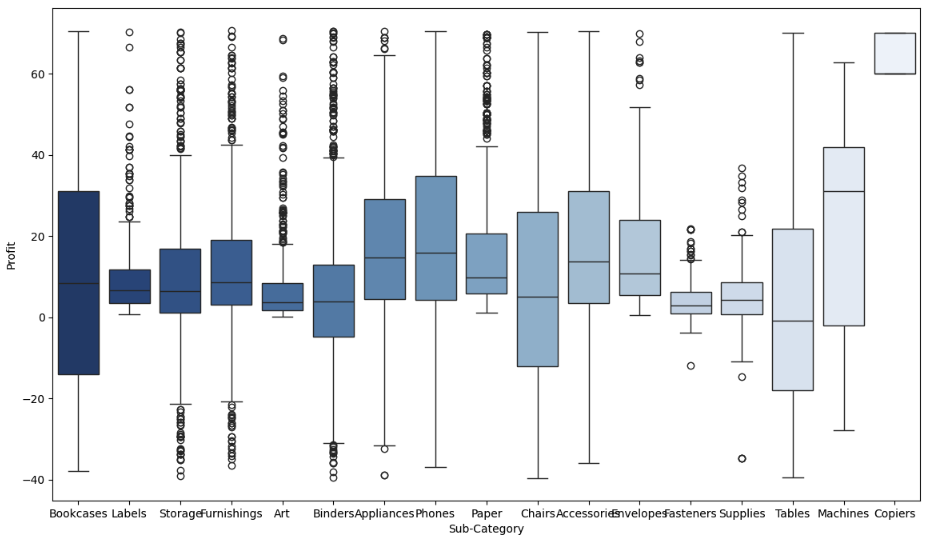 Profit
60
40
20
0
−20
−40
Bookcases Labels Storage Furnishings Art Binders Appliances Phones Paper Chairs Accessories Envelopes Fasteners Supplies Tables Machines Copiers
Sub-Category